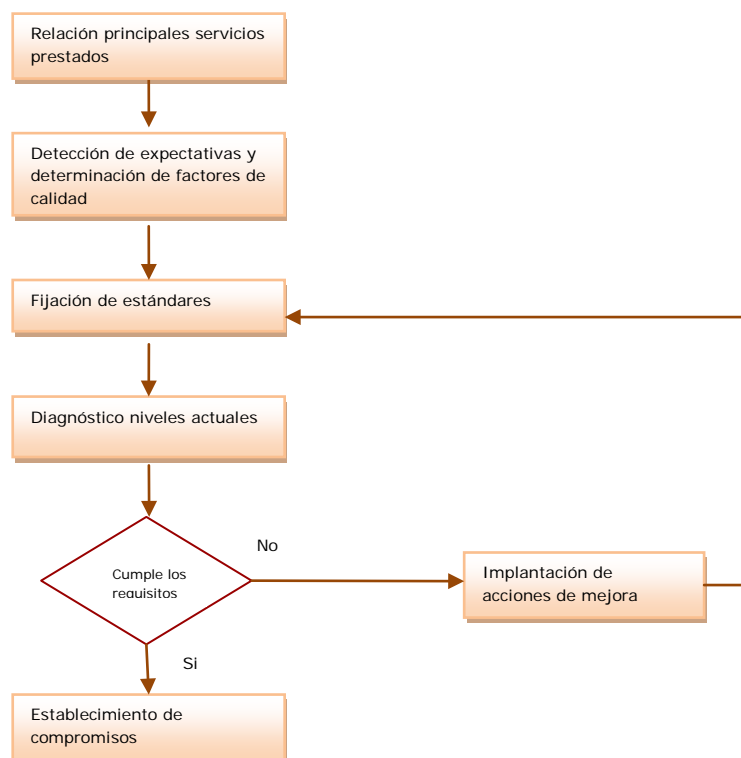 Relación principales servicios
prestados
Detección de expectativas y
determinación de factores de
calidad
Fijación de estándares
Diagnóstico niveles actuales
No
Cumple los
requisitos
Implantación de
acciones de mejora
Si
Establecimiento de
compromisos